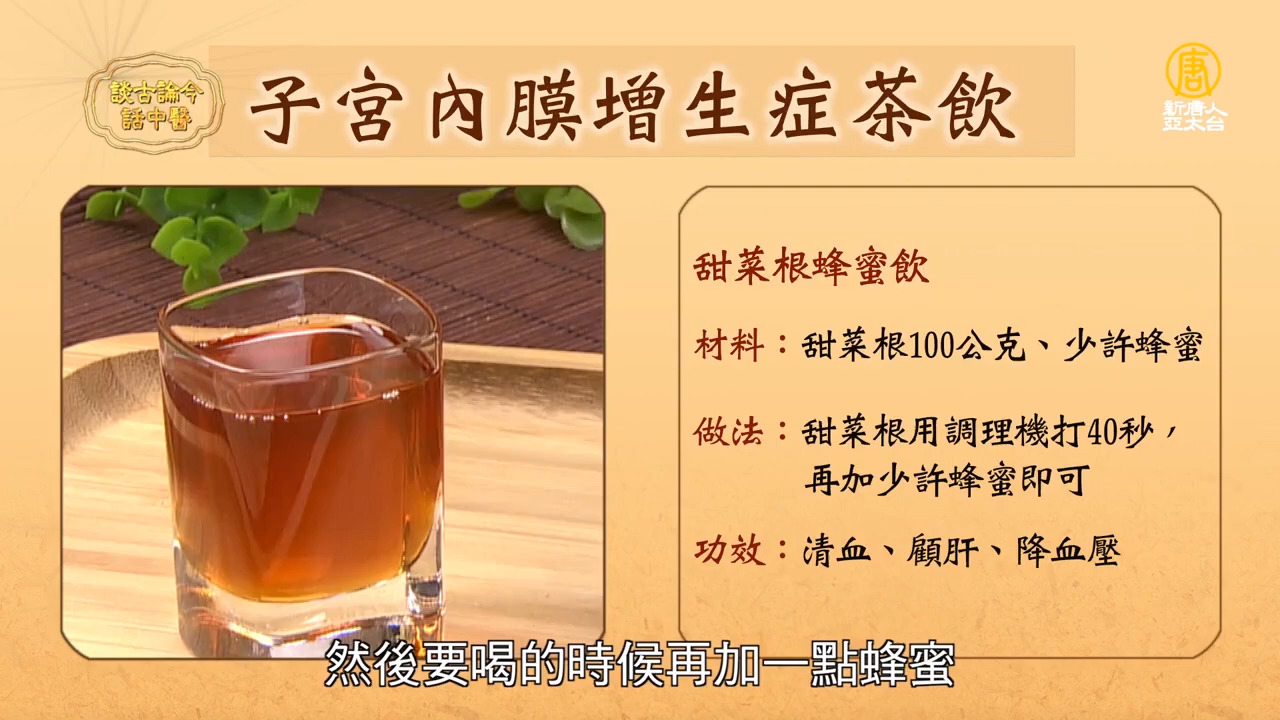 談古論今
話中醫
子宮內膜增生症茶飲
新唐人
亞太台
甜菜根蜂蜜飲
材料：甜菜根100公克、少許蜂蜜
做法：甜菜根用調理機打40秒，
再加少許蜂蜜即可
功效：清血、顧肝、降血壓
然後要喝的時候再加一點蜂蜜